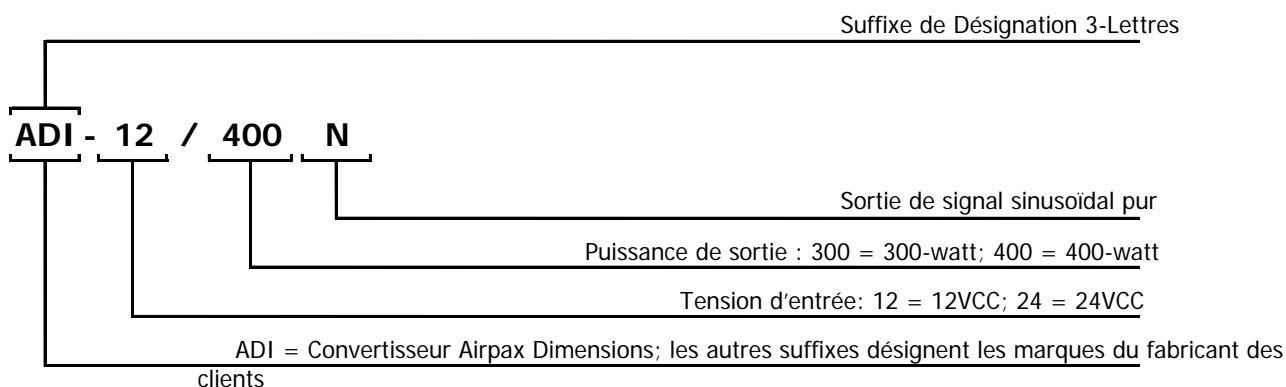 Suffixe de Désignation 3-Lettres
ADI - 12 / 400 N
Sortie de signal sinusoïdal pur
Puissance de sortie : 300 = 300-watt; 400 = 400-watt
Tension d'entrée: 12 = 12VCC; 24 = 24VCC
ADI = Convertisseur Airpax Dimensions; les autres suffixes désignent les marques du fabricant des
clients